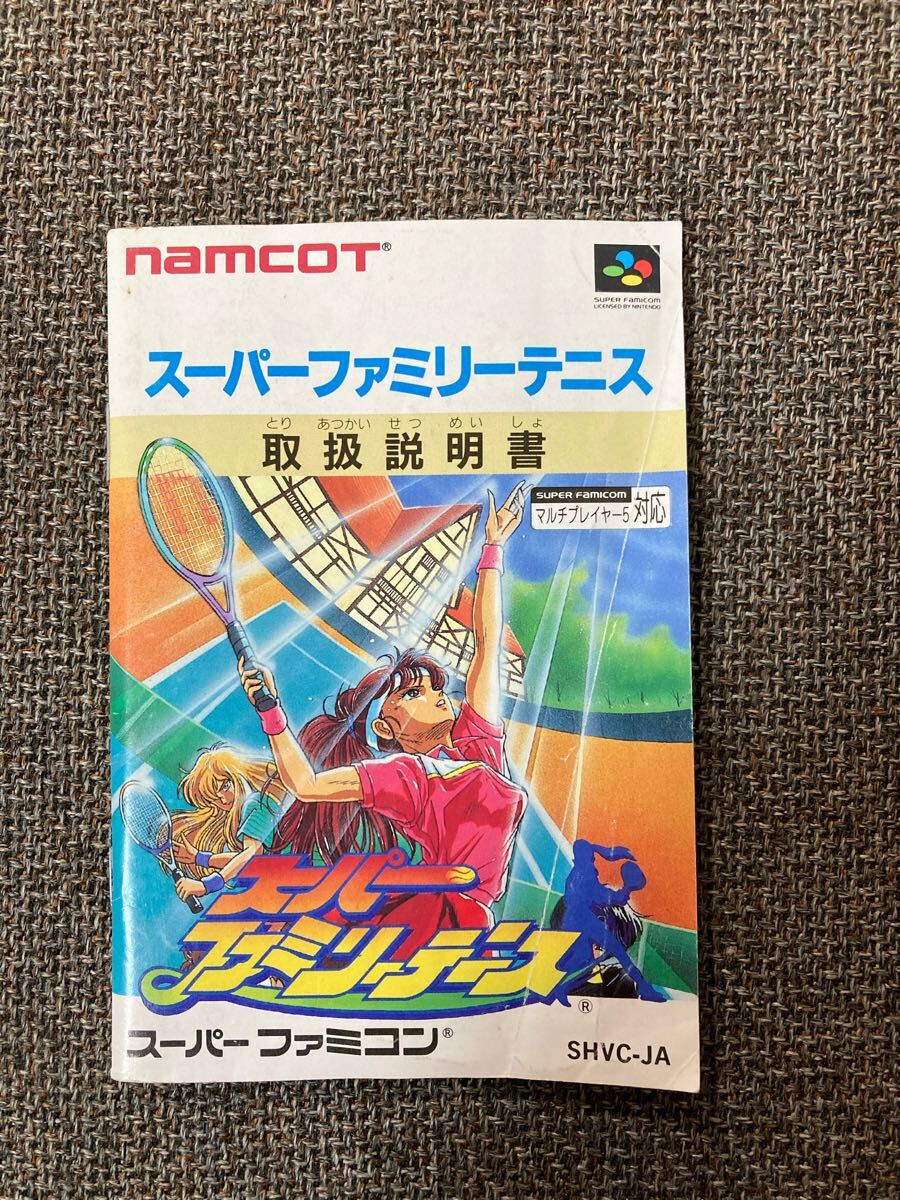 namcot®
SUPER FAMICOM
LICENSED BY NINTENDO
スーパーファミリーテニス
とり あつかい せつ めい しょ
取扱説明書
SUPER FAMICOM
マルチプレイヤー5 対応
スーパー
ファミリーテニス®
スーパーファミコン®
SHVC-JA